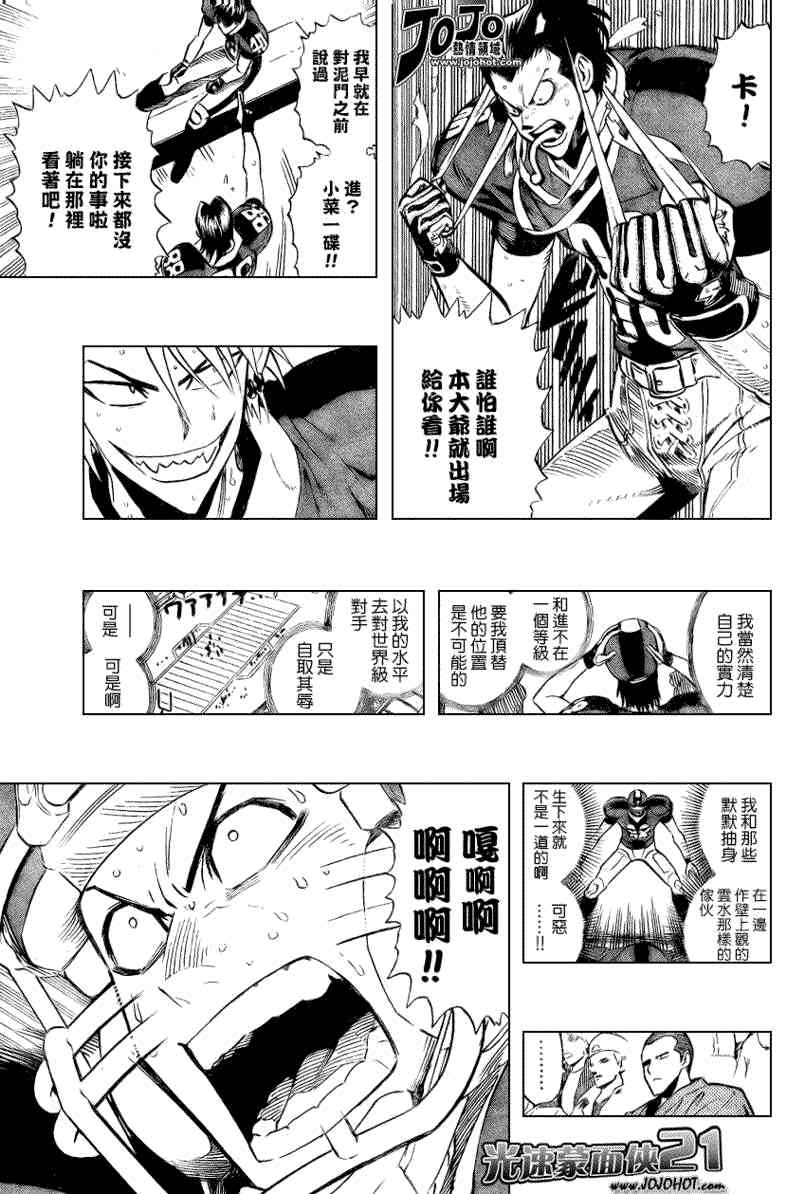 JOJO
熱情領域
www.jojohot.com
卡！
誰怕誰啊
本大爺就出場
給你看!!
我早就在
對泥門之前
說過
進？
小菜一碟!!
接下來都沒
你的事啦
躺在那裡
看著吧！
我當然清楚
自己的實力
和進不在
一個等級
要我頂替
他的位置
是不可能的
ワアアアア
以我的水平
去對世界級
對手
只是
自取其辱
可是——
可是啊
我和那些
默默抽身
在一邊
作壁上觀的
雲水那樣的
傢伙
生下來就
不是一道的啊
可惡
……!!
………
嘎啊啊
啊啊啊!!
光速蒙面俠21
www.JOJOHOT.com